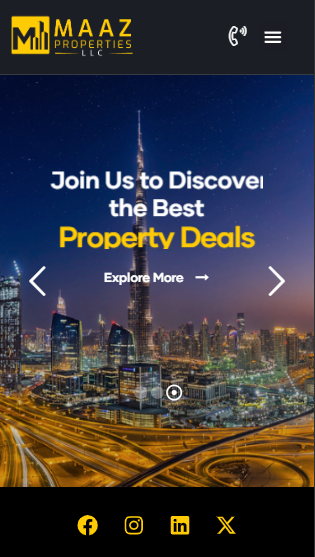 MAAZ
PROPERTIES
LLC
Join Us to Discover
the Best
Property Deals
Explore More